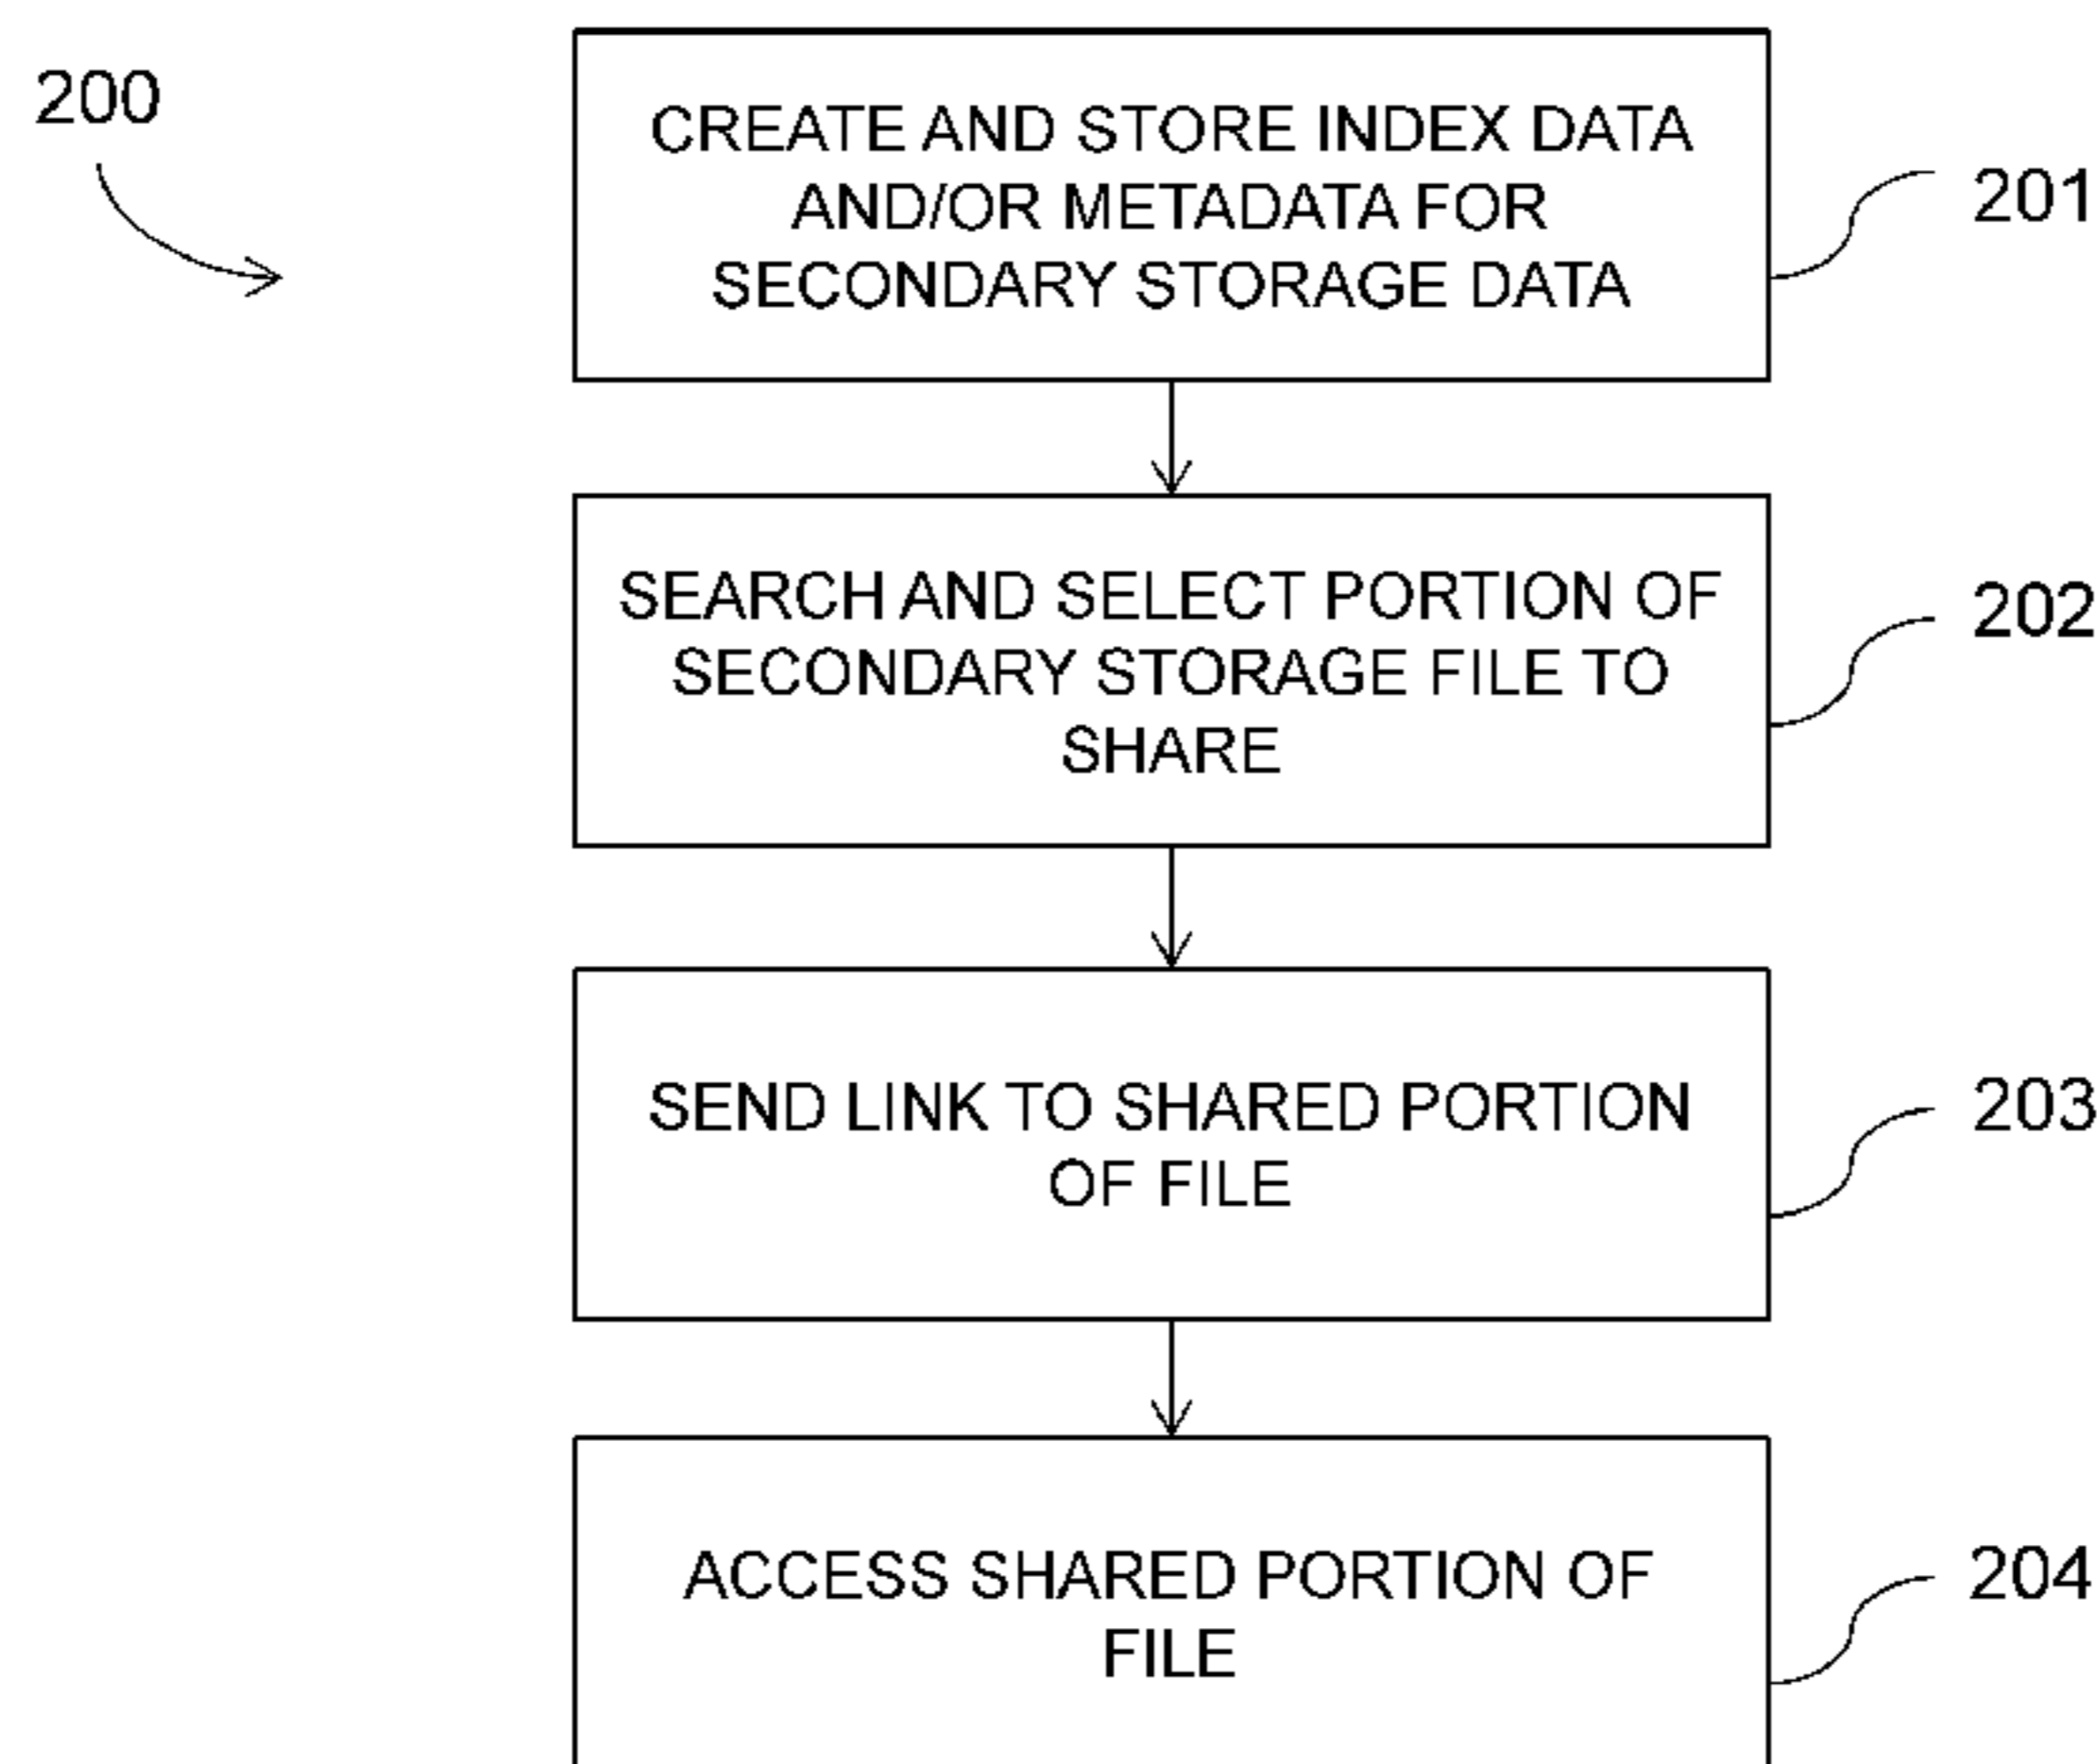 200
CREATE AND STORE INDEX DATA
AND/OR METADATA FOR
SECONDARY STORAGE DATA
201
SEARCH AND SELECT PORTION OF
SECONDARY STORAGE FILE TO
SHARE
202
SEND LINK TO SHARED PORTION
OF FILE
203
ACCESS SHARED PORTION OF
FILE
204